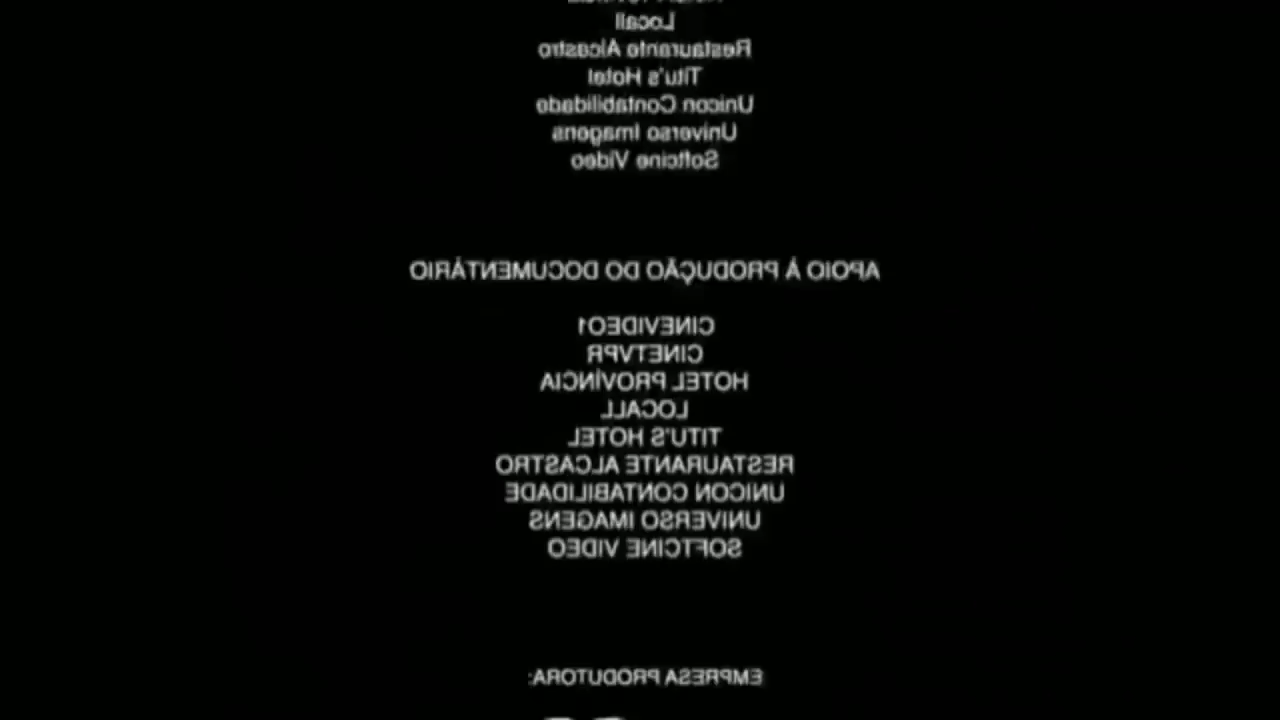 Locall
Restaurante Alcastro
Titu's Hotel
Unicon Contabilidade
Universo Imagens
Softcine Video
APOIO À PRODUÇÃO DO DOCUMENTÁRIO
CINEVIDEO1
CINETVPR
HOTEL PROVÍNCIA
LOCALL
TITU'S HOTEL
RESTAURANTE ALCASTRO
UNICON CONTABILIDADE
UNIVERSO IMAGENS
SOFTCINE VIDEO
EMPRESA PRODUTORA: